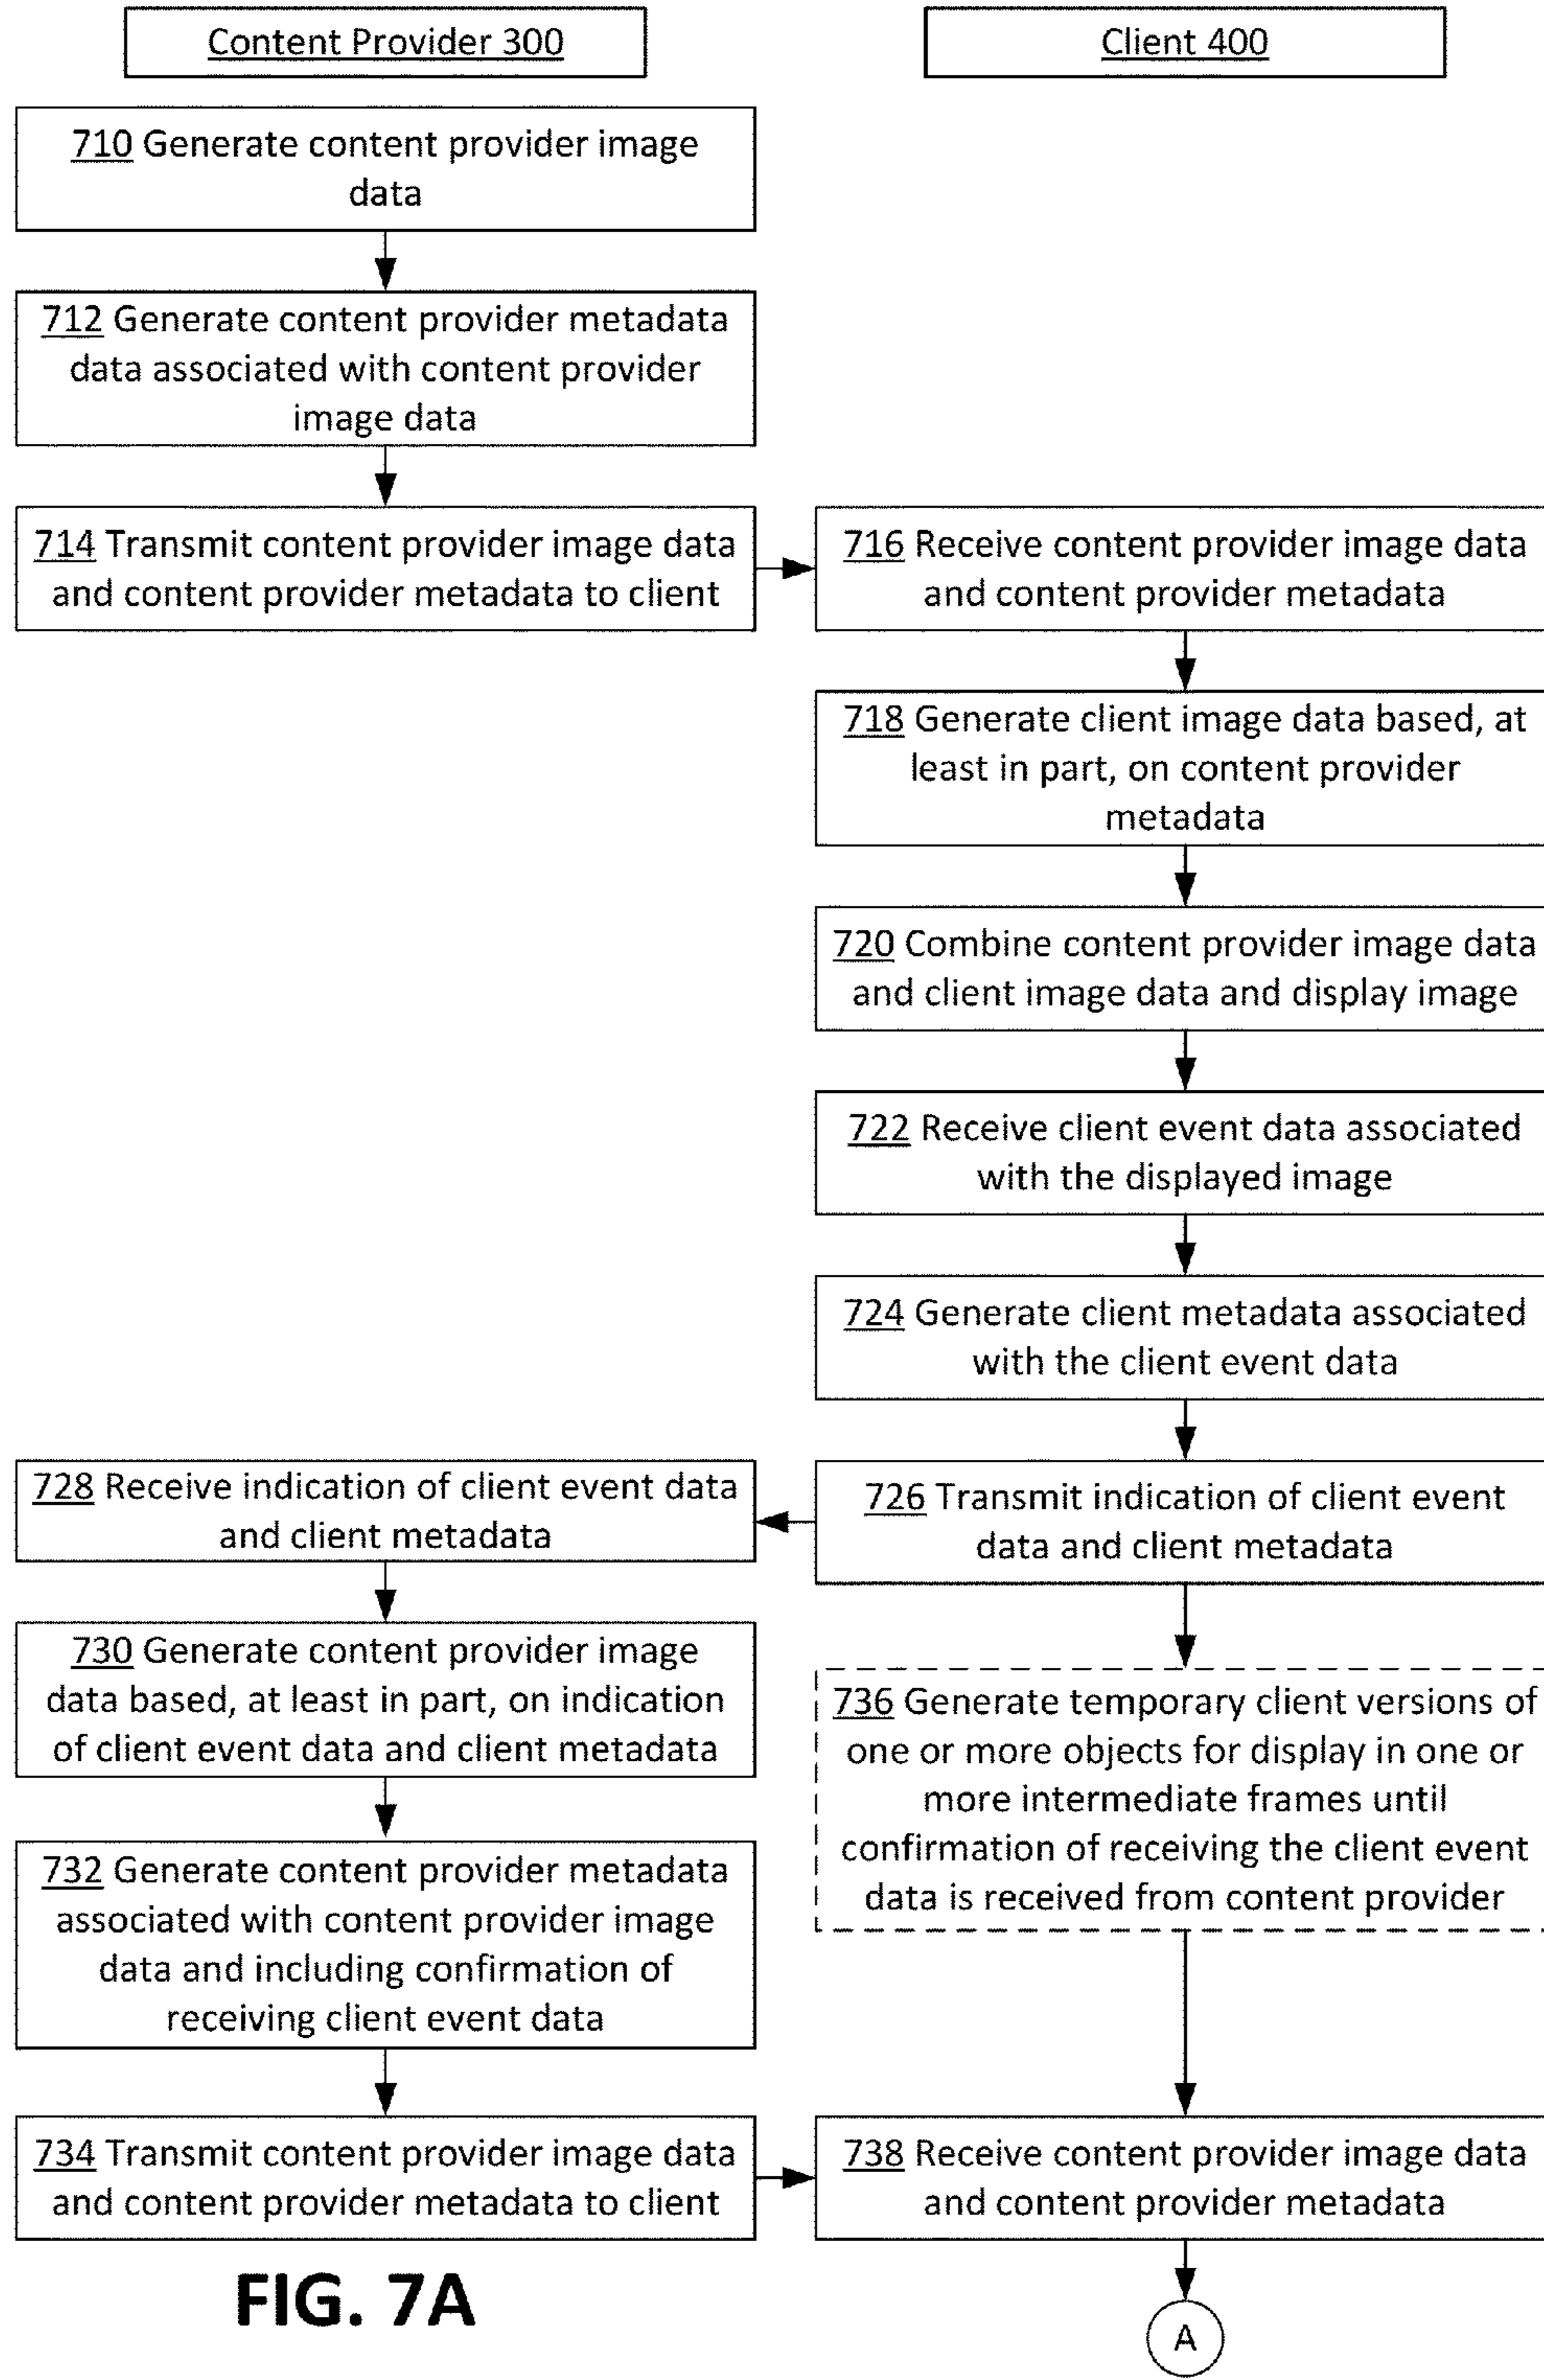 Content Provider 300
Client 400
710 Generate content provider image
data
712 Generate content provider metadata
data associated with content provider
image data
714 Transmit content provider image data
and content provider metadata to client
716 Receive content provider image data
and content provider metadata
718 Generate client image data based, at
least in part, on content provider
metadata
720 Combine content provider image data
and client image data and display image
722 Receive client event data associated
with the displayed image
724 Generate client metadata associated
with the client event data
726 Transmit indication of client event
data and client metadata
728 Receive indication of client event data
and client metadata
730 Generate content provider image
data based, at least in part, on indication
of client event data and client metadata
732 Generate content provider metadata
associated with content provider image
data and including confirmation of
receiving client event data
734 Transmit content provider image data
and content provider metadata to client
736 Generate temporary client versions of
one or more objects for display in one or
more intermediate frames until
confirmation of receiving the client event
data is received from content provider
738 Receive content provider image data
and content provider metadata
A
FIG. 7A